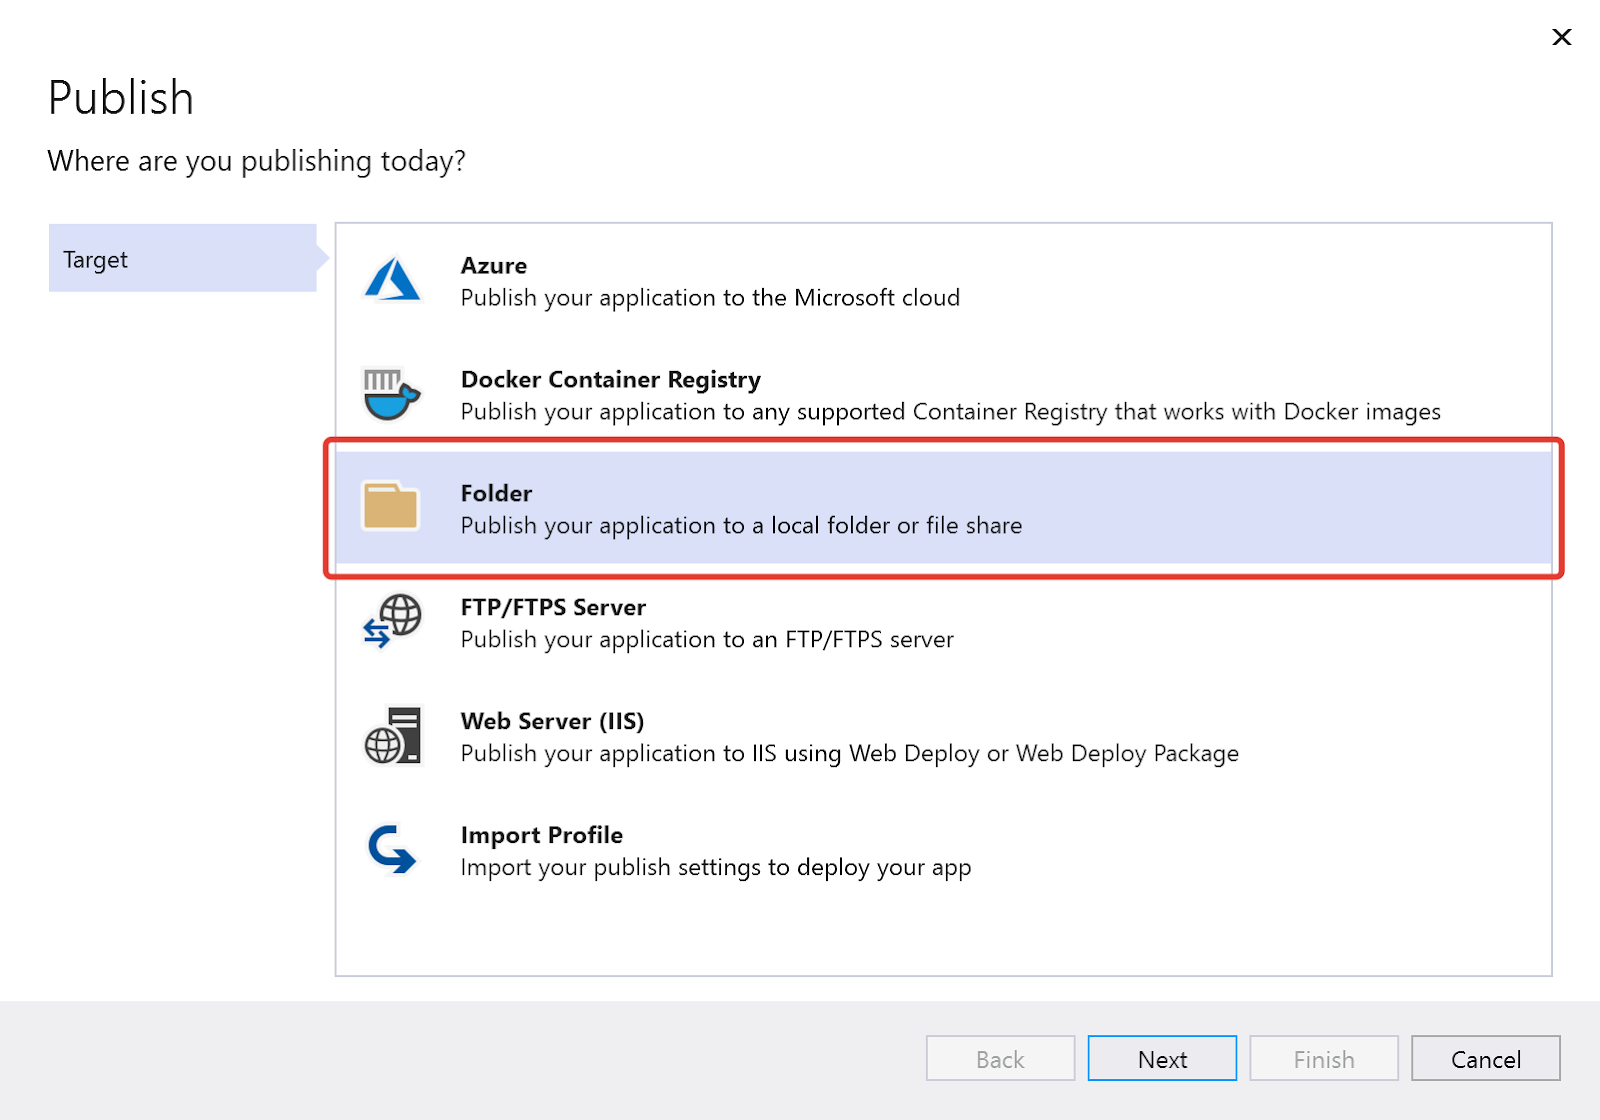 Publish
Where are you publishing today?
Target
Azure
Publish your application to the Microsoft cloud
Docker Container Registry
Publish your application to any supported Container Registry that works with Docker images
Folder
Publish your application to a local folder or file share
FTP/FTPS Server
Publish your application to an FTP/FTPS server
Web Server (IIS)
Publish your application to IIS using Web Deploy or Web Deploy Package
Import Profile
Import your publish settings to deploy your app
Back
Next
Finish
Cancel